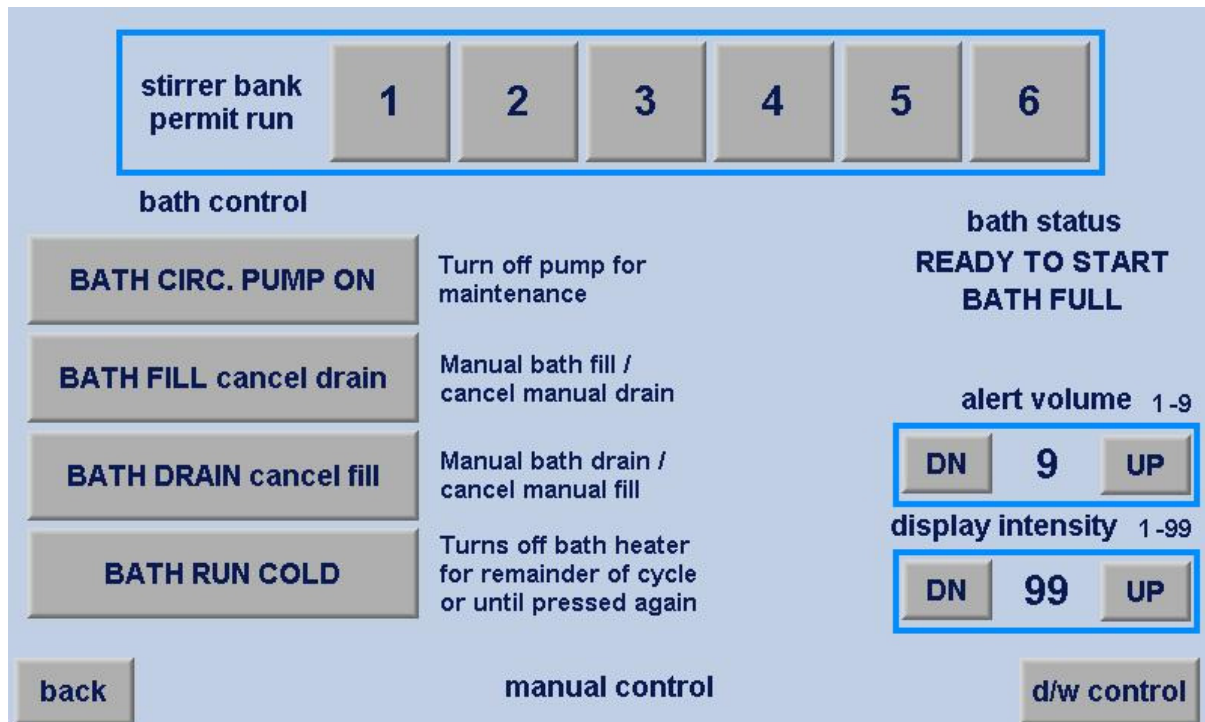 stirrer bank
permit run
1 2 3 4 5 6
bath control
BATH CIRC. PUMP ON
Turn off pump for
maintenance
BATH FILL cancel drain
Manual bath fill /
cancel manual drain
BATH DRAIN cancel fill
Manual bath drain /
cancel manual fill
BATH RUN COLD
Turns off bath heater
for remainder of cycle
or until pressed again
bath status
READY TO START
BATH FULL
alert volume 1-9
DN 9 UP
display intensity 1-99
DN 99 UP
back
manual control
d/w control